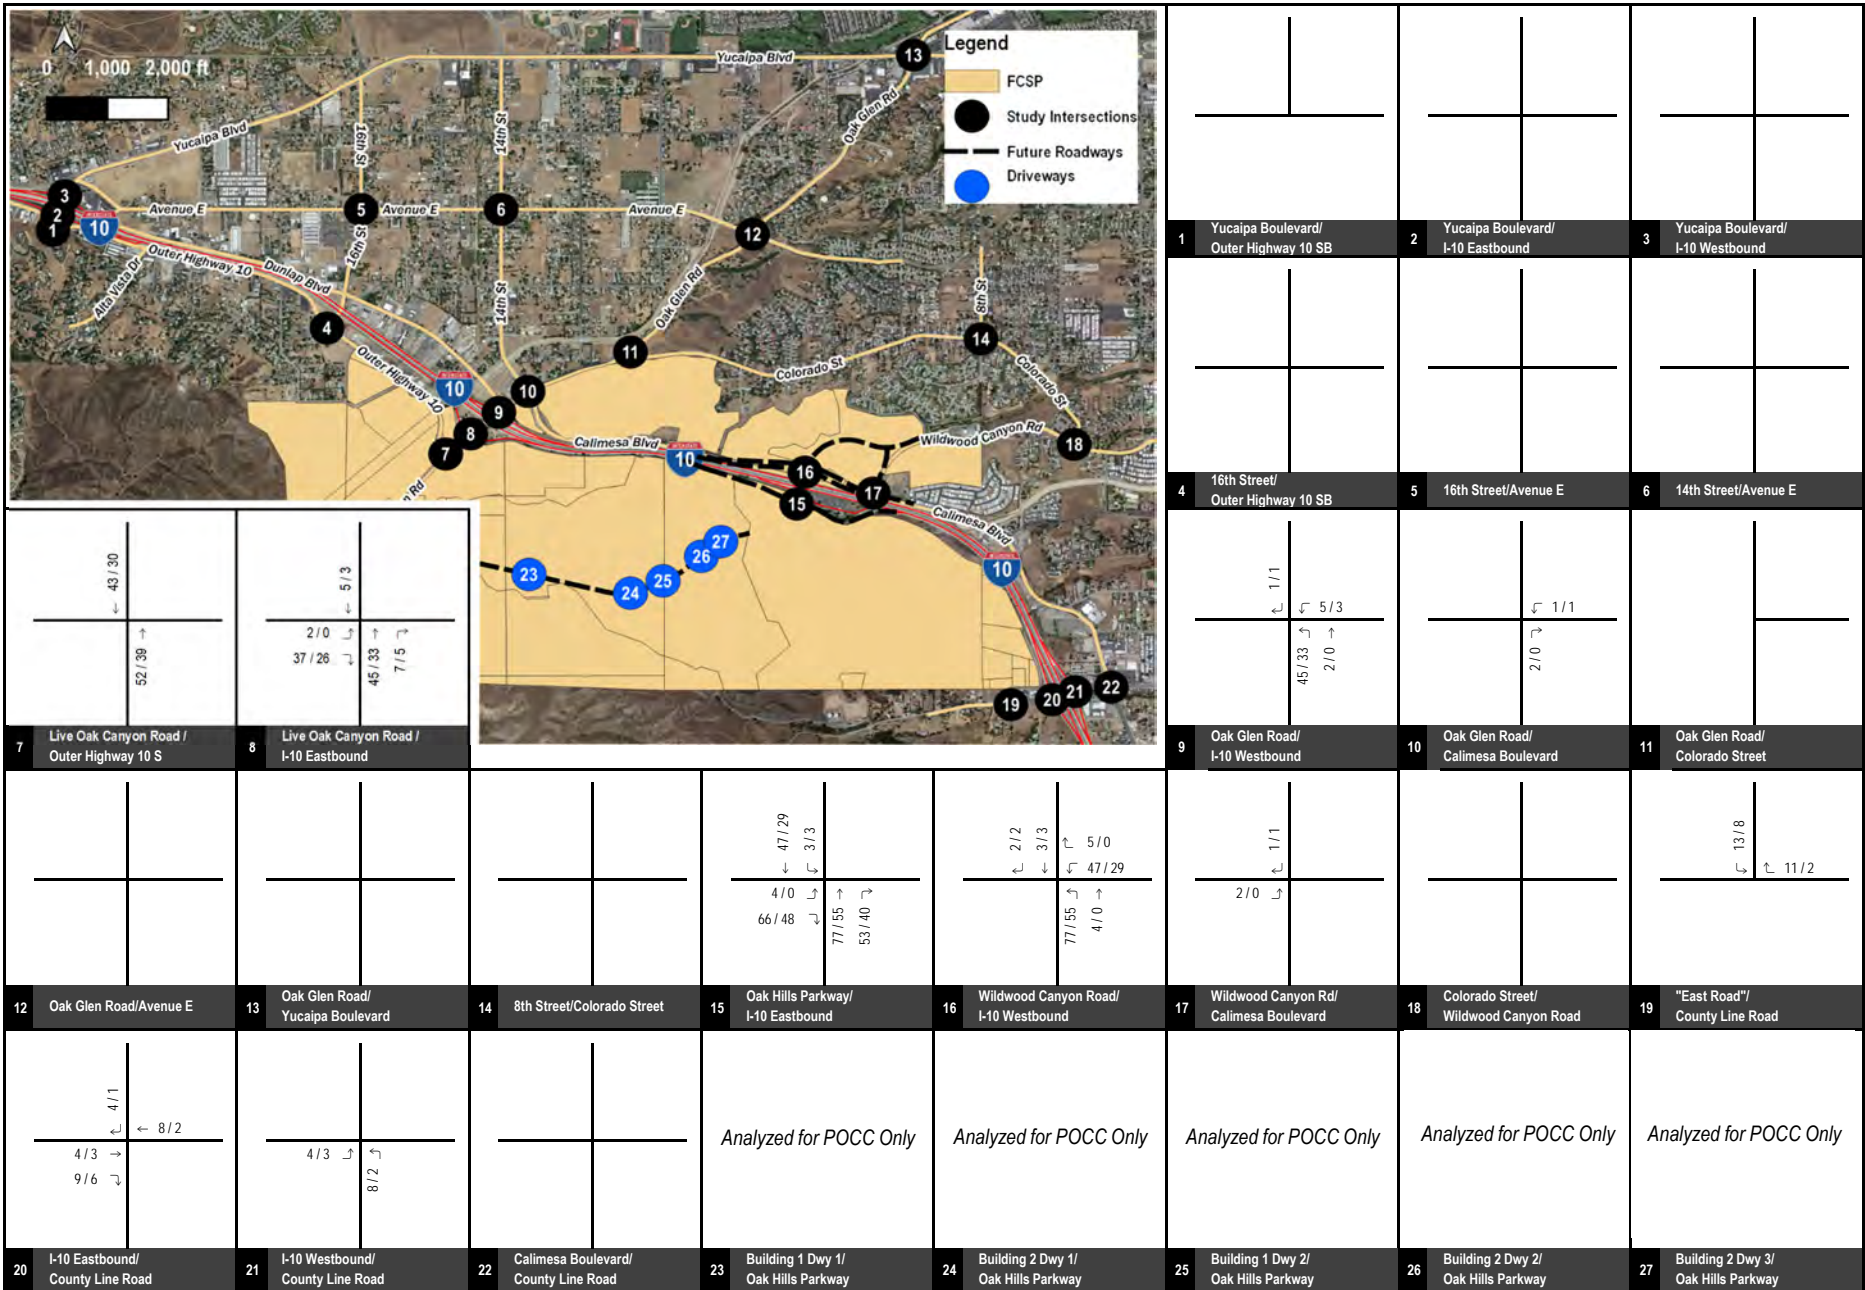 0 1,000 2,000 ft
Yucaipa Blvd
Yucaipa Blvd
16th St
14th St
Oak Glen Rd
Avenue E
Avenue E
Avenue E
Outer Highway 10
Dunlap Blvd
16th St
Alta Vista Dr
14th St
Oak Glen Rd
8th St
Outer Highway 10
Colorado St
Colorado St
Calimesa Blvd
Wildwood Canyon Rd
n Rd
Calimesa Blvd
INTERSTATE
10
INTERSTATE
10
INTERSTATE
10
INTERSTATE
10
1
2
3
4
5
6
7
8
9
10
11
12
13
14
15
16
17
18
19
20
21
22
23
24
25
26
27
Legend
FCSP
Study Intersections
Future Roadways
Driveways
1 Yucaipa Boulevard/
Outer Highway 10 SB
2 Yucaipa Boulevard/
I-10 Eastbound
3 Yucaipa Boulevard/
I-10 Westbound
4 16th Street/
Outer Highway 10 SB
5 16th Street/Avenue E
6 14th Street/Avenue E
43 / 30
52 / 39
7 Live Oak Canyon Road /
Outer Highway 10 S
5 / 3
2 / 0
37 / 26
45 / 33
7 / 5
8 Live Oak Canyon Road /
I-10 Eastbound
1 / 1
5 / 3
45 / 33
2 / 0
9 Oak Glen Road/
I-10 Westbound
1 / 1
2 / 0
10 Oak Glen Road/
Calimesa Boulevard
11 Oak Glen Road/
Colorado Street
12 Oak Glen Road/Avenue E
13 Oak Glen Road/
Yucaipa Boulevard
14 8th Street/Colorado Street
47 / 29
3 / 3
4 / 0
66 / 48
77 / 55
53 / 40
15 Oak Hills Parkway/
I-10 Eastbound
2 / 2
3 / 3
5 / 0
47 / 29
77 / 55
4 / 0
16 Wildwood Canyon Road/
I-10 Westbound
1 / 1
2 / 0
17 Wildwood Canyon Rd/
Calimesa Boulevard
18 Colorado Street/
Wildwood Canyon Road
13 / 8
11 / 2
19 "East Road"/
County Line Road
4 / 1
8 / 2
4 / 3
9 / 6
20 I-10 Eastbound/
County Line Road
4 / 3
8 / 2
21 I-10 Westbound/
County Line Road
22 Calimesa Boulevard/
County Line Road
Analyzed for POCC Only
23 Building 1 Dwy 1/
Oak Hills Parkway
Analyzed for POCC Only
24 Building 2 Dwy 1/
Oak Hills Parkway
Analyzed for POCC Only
25 Building 1 Dwy 2/
Oak Hills Parkway
Analyzed for POCC Only
26 Building 2 Dwy 2/
Oak Hills Parkway
Analyzed for POCC Only
27 Building 2 Dwy 3/
Oak Hills Parkway